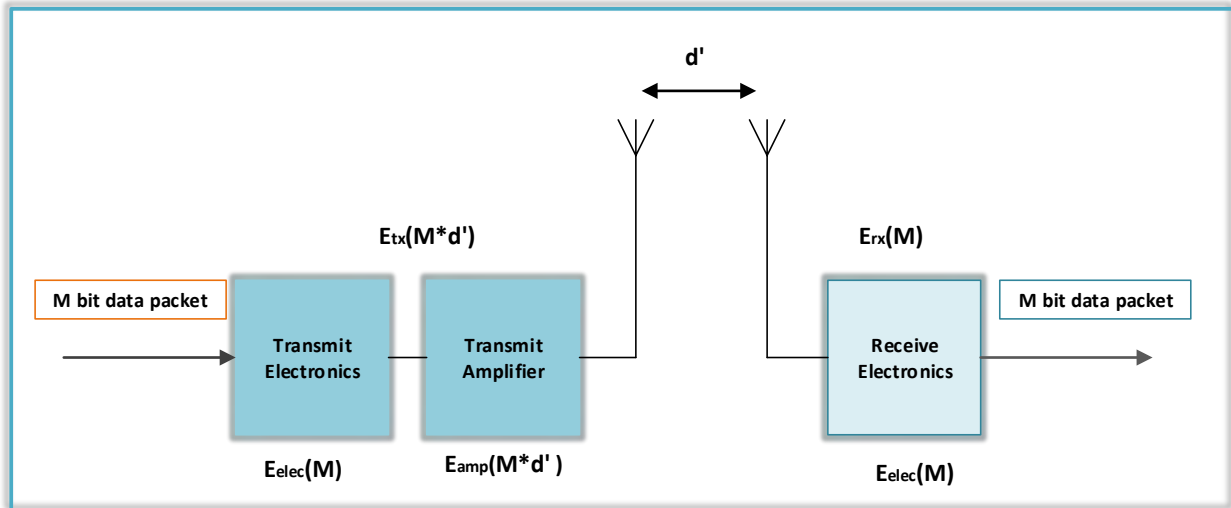 d'
Etx(M*d')
Erx(M)
M bit data packet
Transmit
Electronics
Transmit
Amplifier
Receive
Electronics
M bit data packet
Eelec(M)
Eamp(M*d' )
Eelec(M)